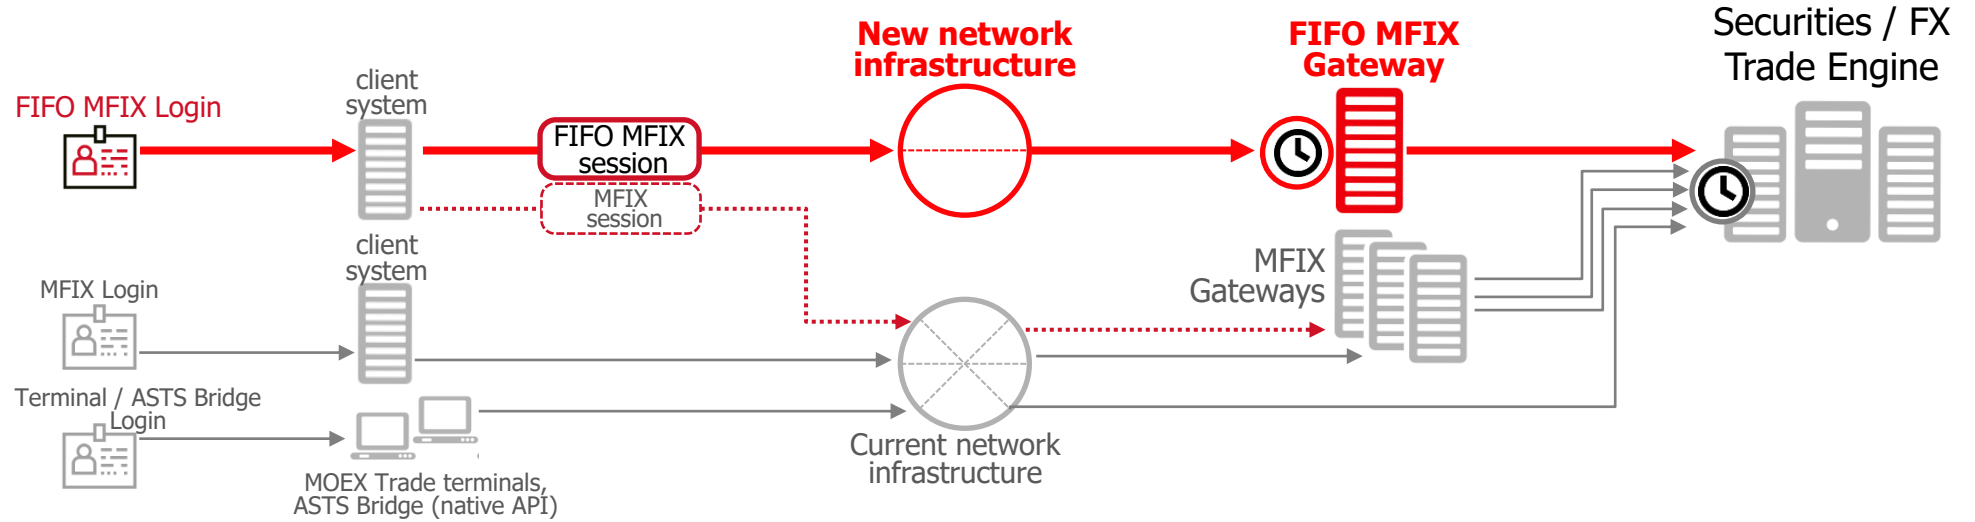 Securities / FX
Trade Engine
New network
infrastructure
FIFO MFIX
Gateway
client
system
FIFO MFIX Login
FIFO MFIX
session
MFIX
session
client
system
MFIX
Gateways
MFIX Login
Terminal / ASTS Bridge
Login
Current network
infrastructure
MOEX Trade terminals,
ASTS Bridge (native API)